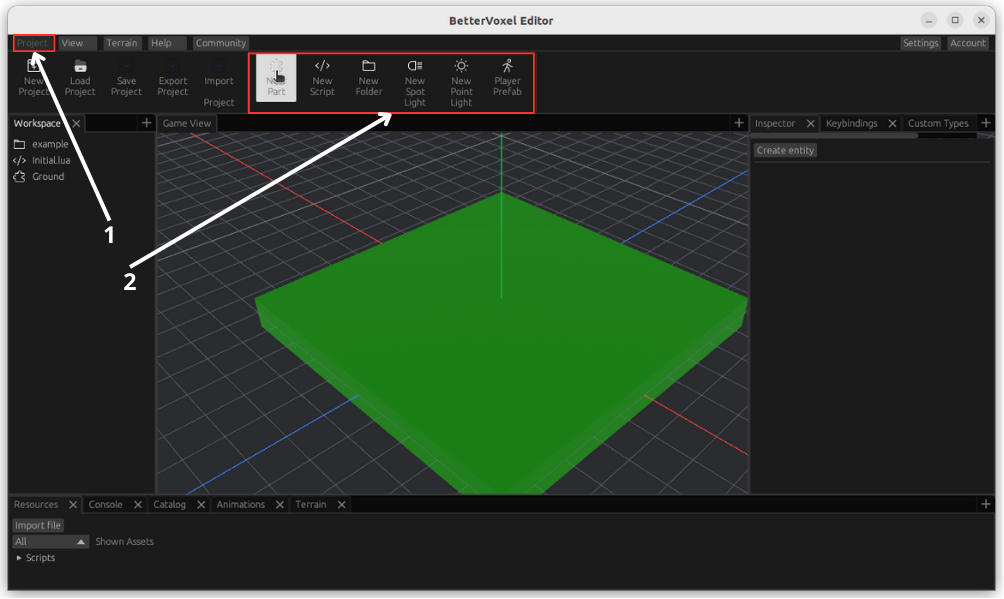 BetterVoxel Editor
Project View Terrain Help Community Settings Account
New Project
Load Project
Save Project
Export Project
Import Project
New Part
New Script
New Folder
New Spot Light
New Point Light
Player Prefab
Workspace
Game View
Inspector Keybindings Custom Types
example
Initial.lua
Ground
Create entity
1
2
Resources Console Catalog Animations Terrain
Import file
All Shown Assets
Scripts